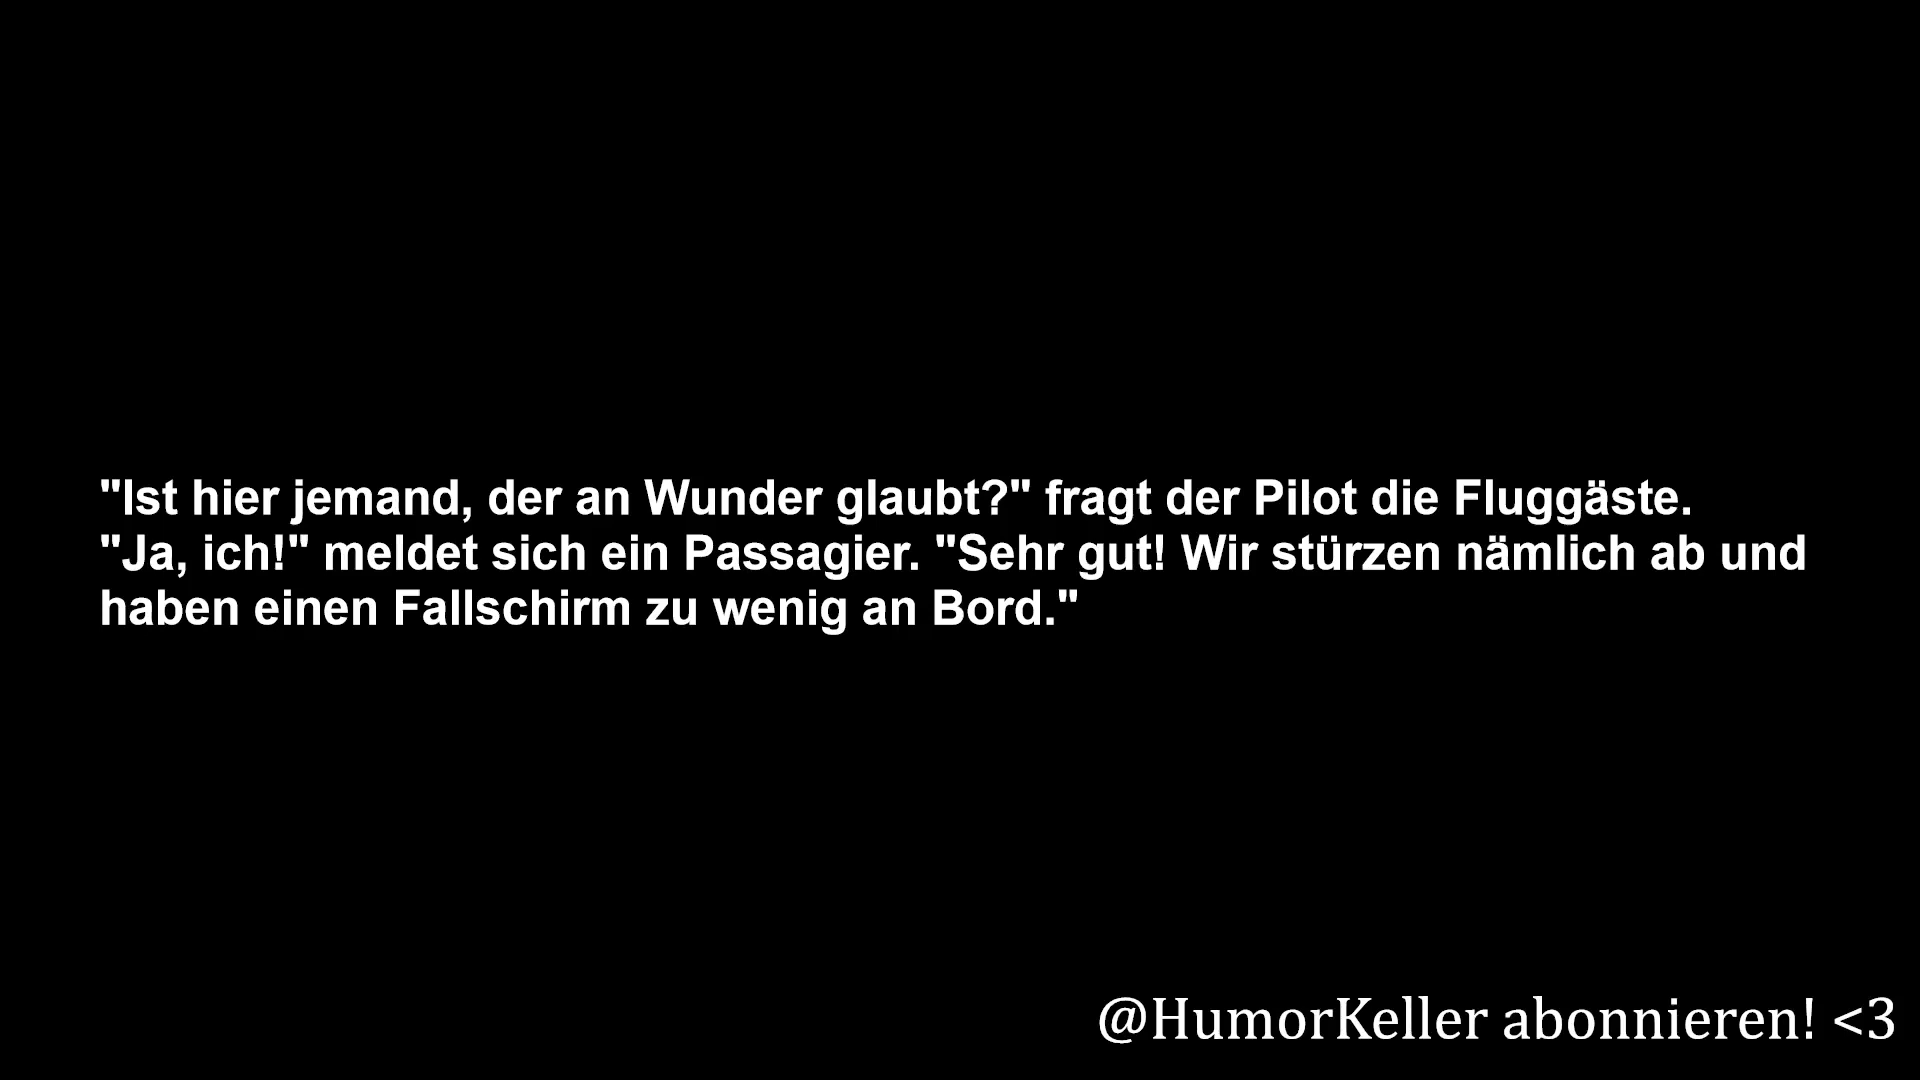 "Ist hier jemand, der an Wunder glaubt?" fragt der Pilot die Fluggäste.
"Ja, ich!" meldet sich ein Passagier. "Sehr gut! Wir stürzen nämlich ab und
haben einen Fallschirm zu wenig an Bord."
@HumorKeller abonnieren! <3